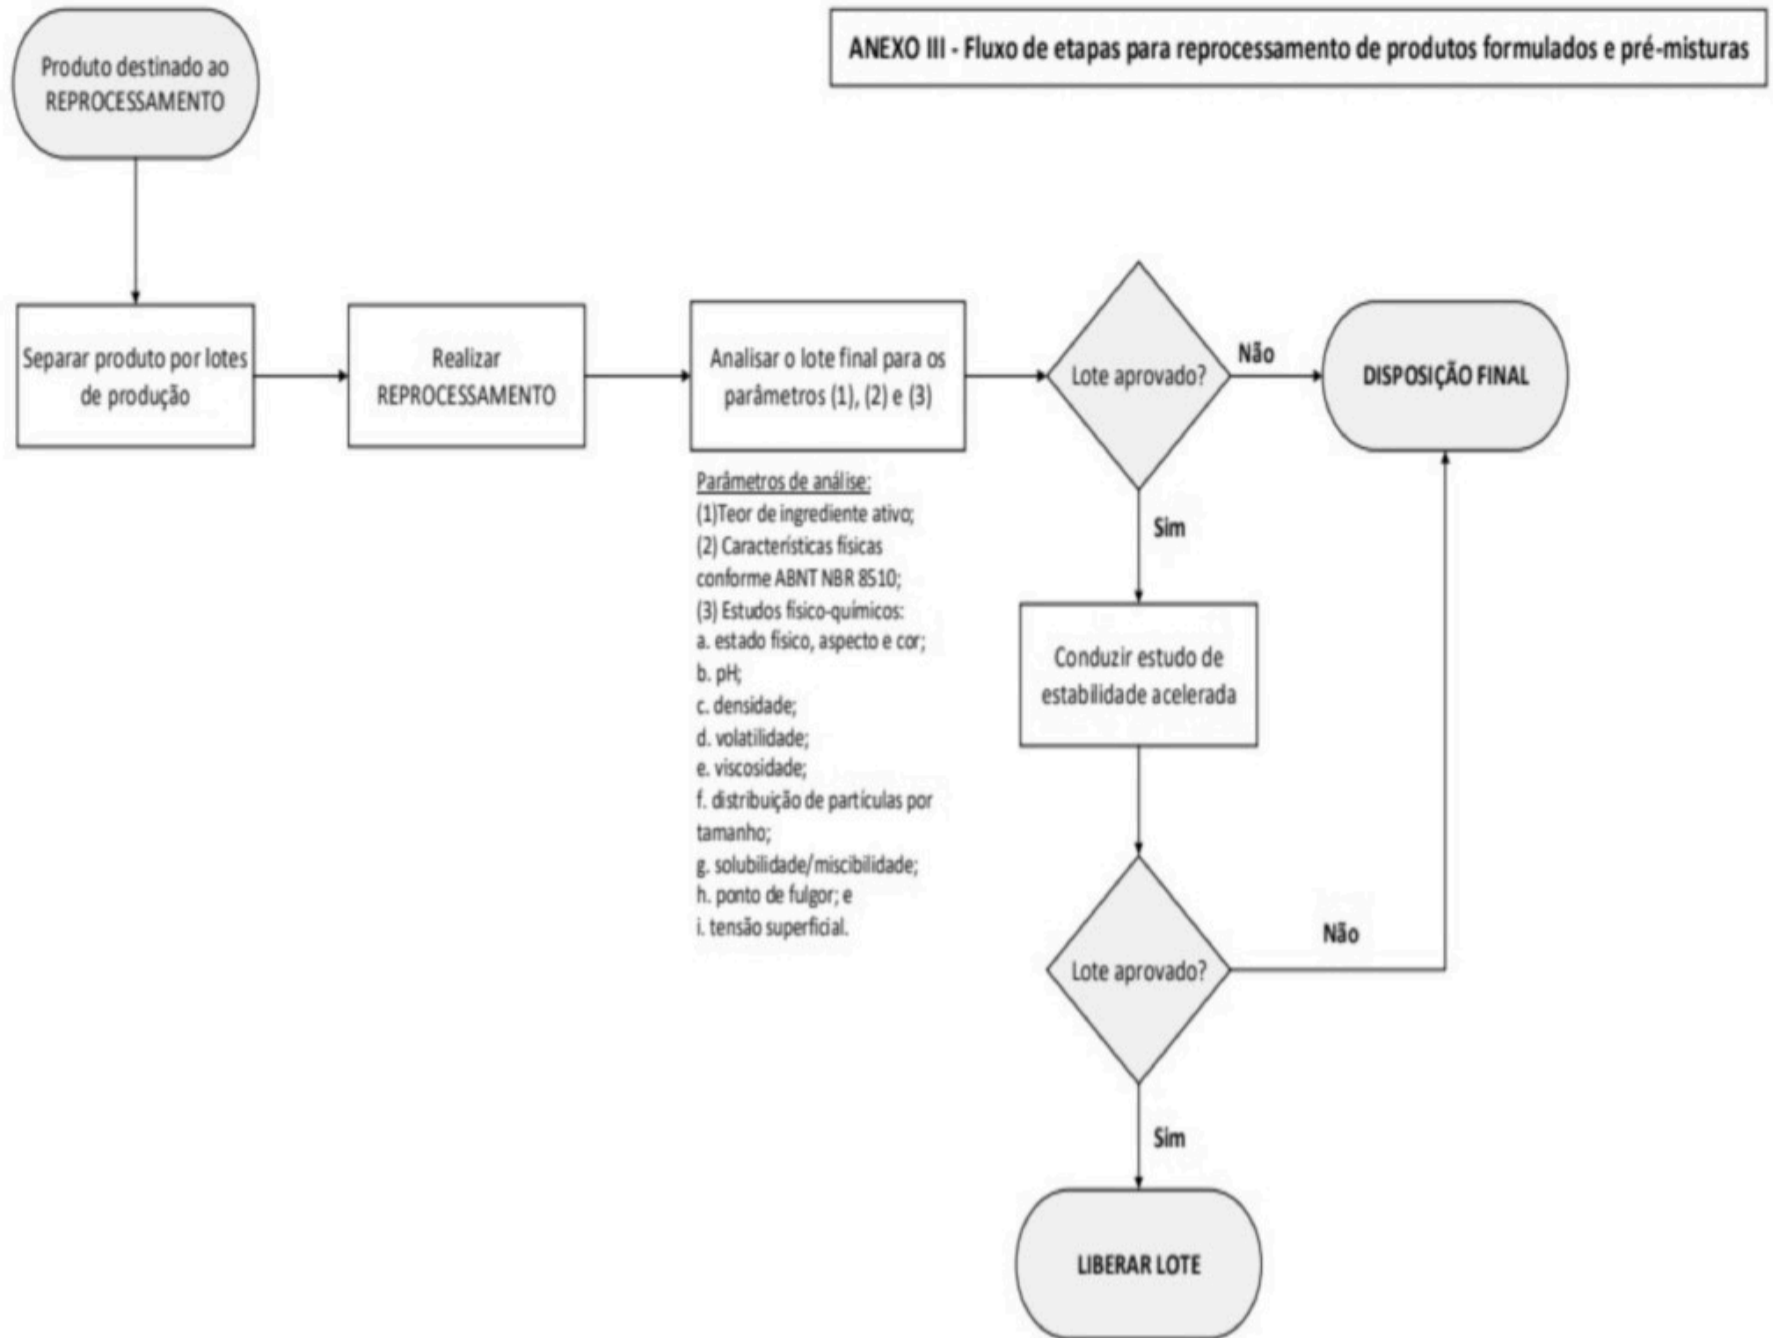 ANEXO III - Fluxo de etapas para reprocessamento de produtos formulados e pré-misturas
Produto destinado ao
REPROCESSAMENTO
Separar produto por lotes
de produção
Realizar
REPROCESSAMENTO
Analisar o lote final para os
parâmetros (1), (2) e (3)
Parâmetros de análise:
(1)Teor de ingrediente ativo;
(2) Características físicas
conforme ABNT NBR 8510;
(3) Estudos físico-químicos:
a. estado físico, aspecto e cor;
b. pH;
c. densidade;
d. volatilidade;
e. viscosidade;
f. distribuição de partículas por
tamanho;
g. solubilidade/miscibilidade;
h. ponto de fulgor; e
i. tensão superficial.
Lote aprovado?
Não
DISPOSIÇÃO FINAL
Sim
Conduzir estudo de
estabilidade acelerada
Lote aprovado?
Não
Sim
LIBERAR LOTE